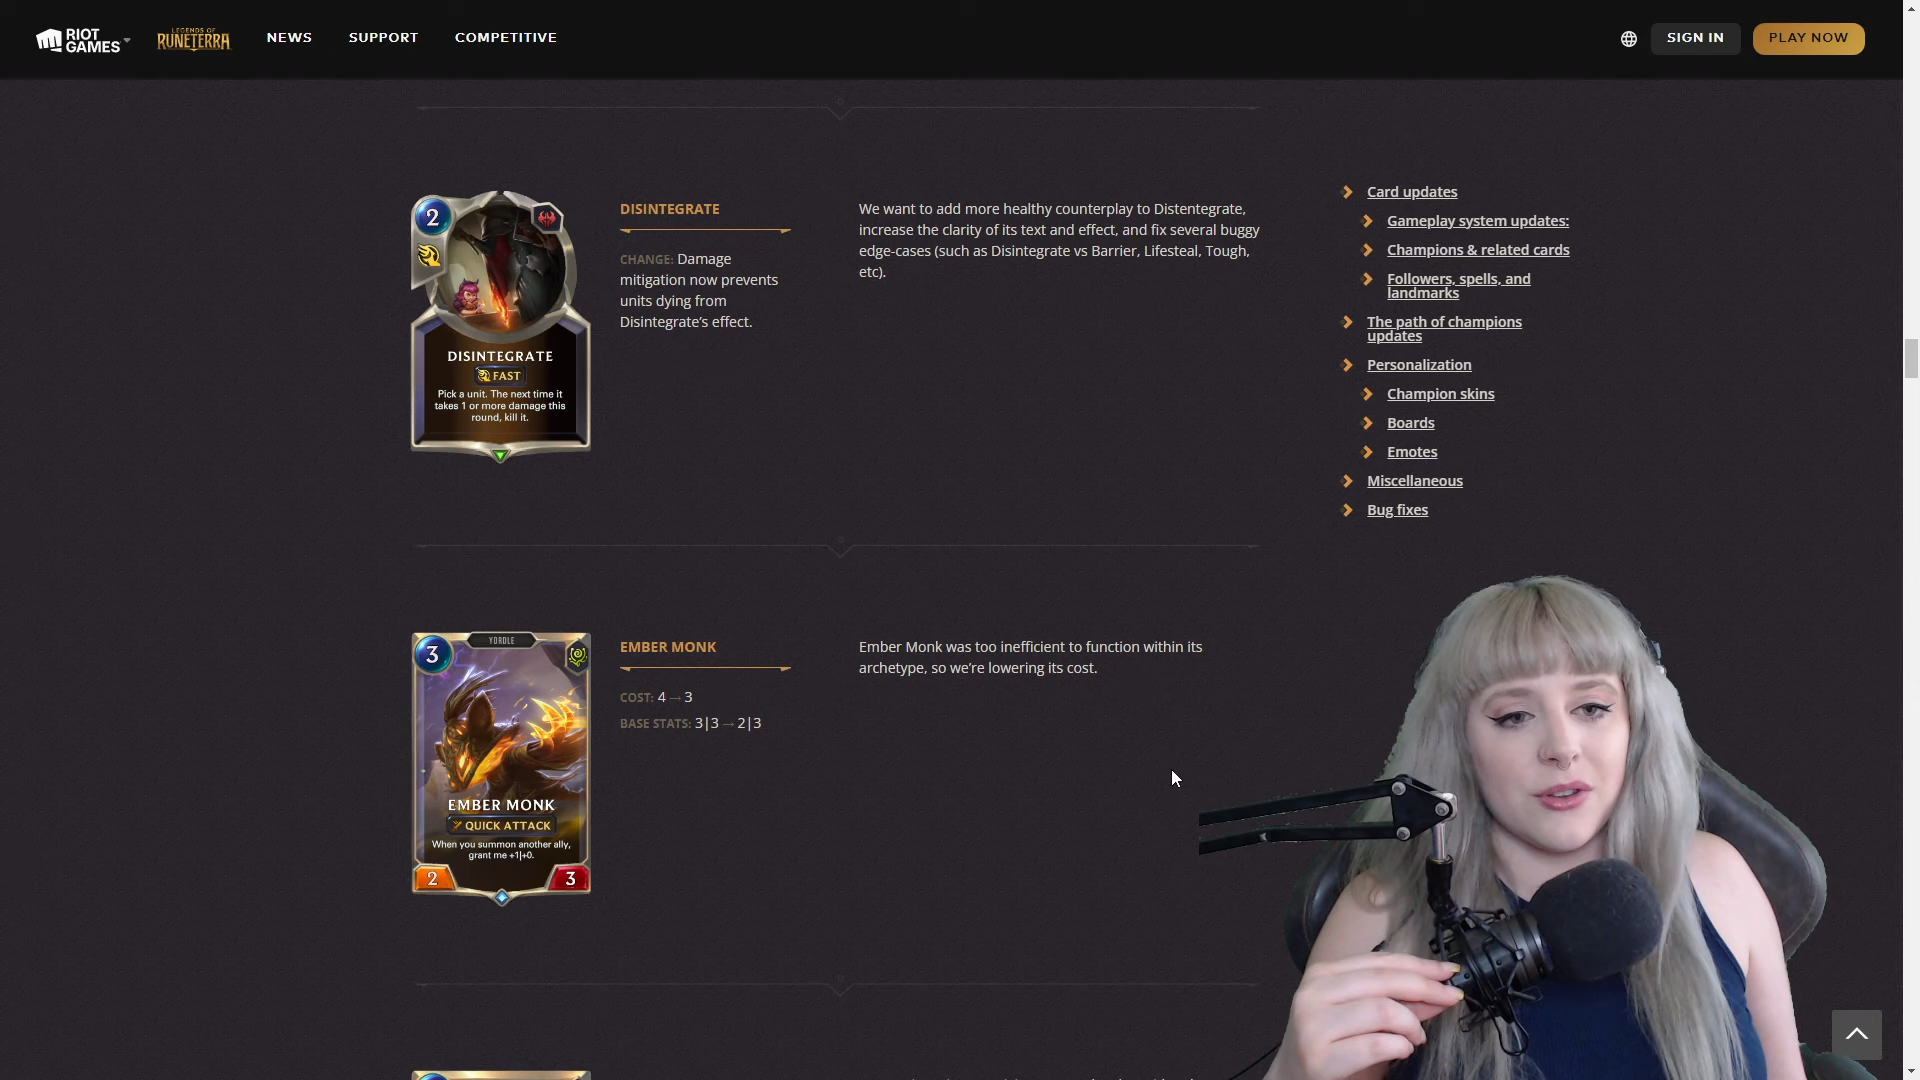 RIOT GAMES
LEGENDS OF RUNETERRA
NEWS
SUPPORT
COMPETITIVE
SIGN IN
PLAY NOW
2
DISINTEGRATE
FAST
Pick a unit. The next time it
takes 1 or more damage this
round, kill it.
DISINTEGRATE
CHANGE: Damage
mitigation now prevents
units dying from
Disintegrate’s effect.
We want to add more healthy counterplay to Distentegrate,
increase the clarity of its text and effect, and fix several buggy
edge-cases (such as Disintegrate vs Barrier, Lifesteal, Tough,
etc).
Card updates
Gameplay system updates:
Champions & related cards
Followers, spells, and
landmarks
The path of champions
updates
Personalization
Champion skins
Boards
Emotes
Miscellaneous
Bug fixes
YORDLE
3
EMBER MONK
QUICK ATTACK
When you summon another ally,
grant me +1|+0.
2
3
EMBER MONK
COST: 4→3
BASE STATS: 3|3→2|3
Ember Monk was too inefficient to function within its
archetype, so we’re lowering its cost.